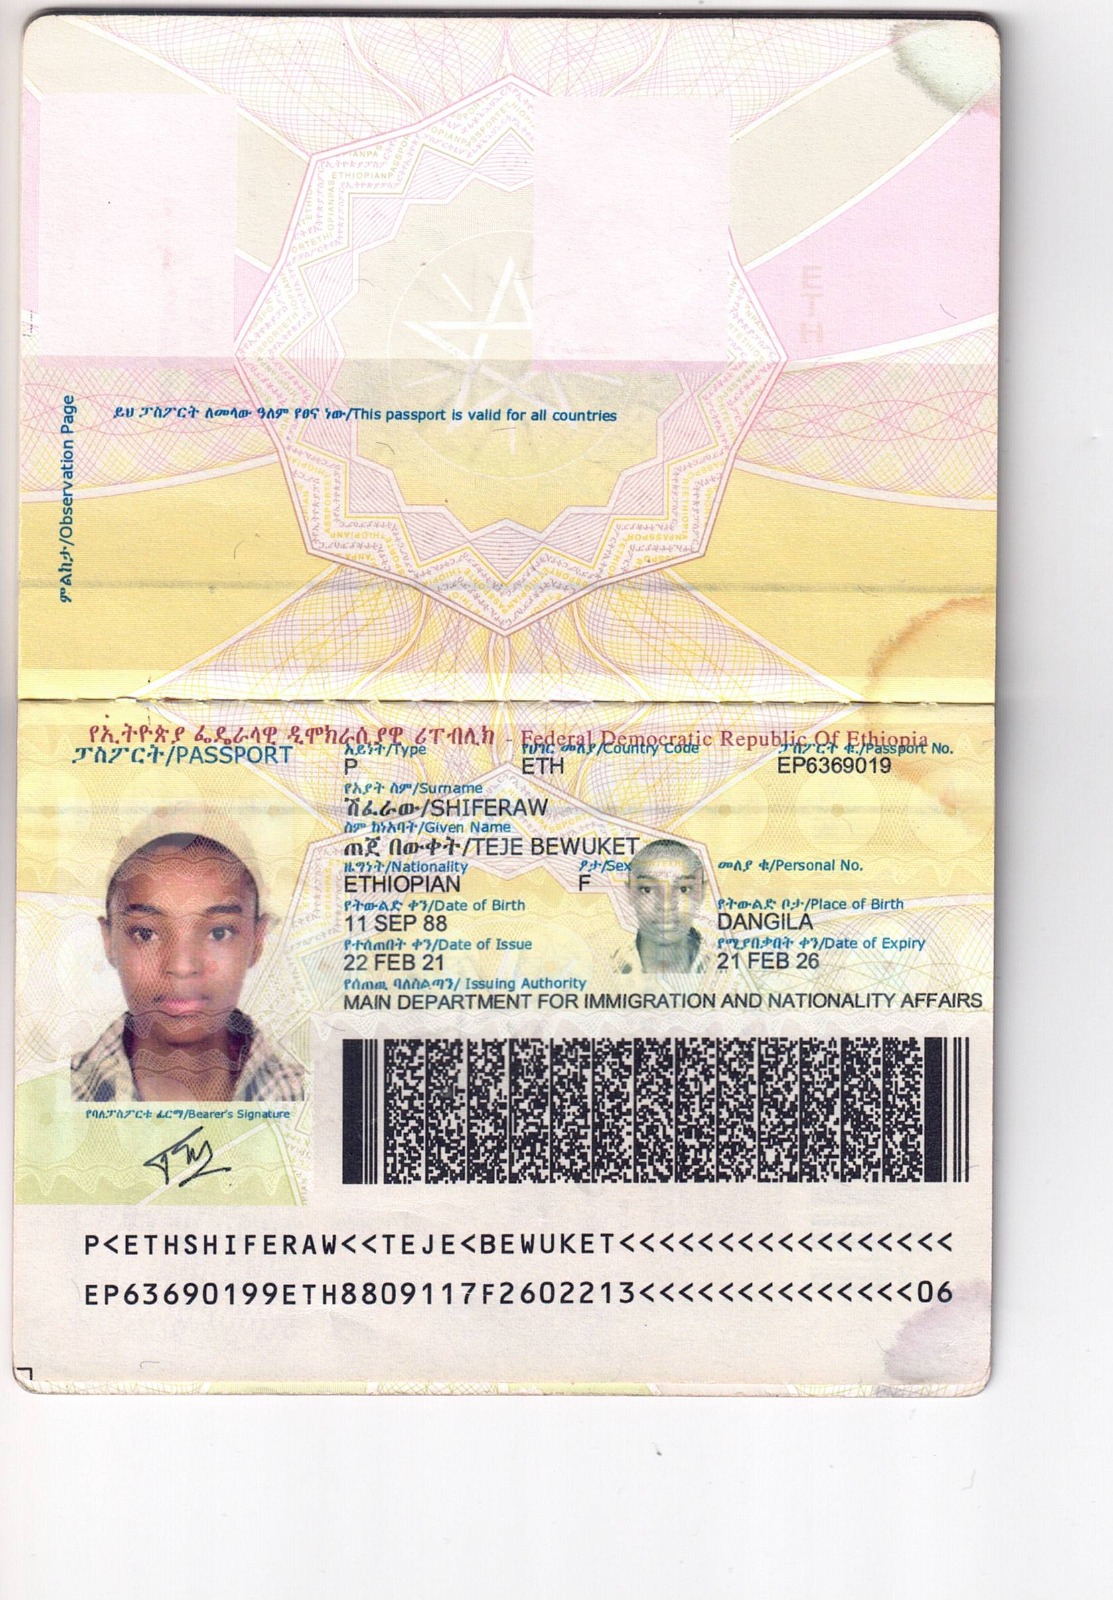 ምልከታ/Observation Page
ይህ ፓስፖርት ለመላው ዓለም የፀና ነው/This passport is valid for all countries
ETH
የኢትዮጵያ ፌዴራላዊ ዲሞክራሲያዊ ሪፐብሊክ - Federal Democratic Republic Of Ethiopia
ፓስፖርት/PASSPORT
አይነት/Type የሀገር መለያ/Country Code ፓስፖርት ቁ./Passport No.
P ETH EP6369019
የአያት ስም/Surname
ሽፈራው/SHIFERAW
ስም ከነአባት/Given Name
ጠጀ በውቀት/TEJE BEWUKET
ዜግነት/Nationality ፆታ/Sex መለያ ቁ/Personal No.
ETHIOPIAN F
የትውልድ ቀን/Date of Birth የትውልድ ቦታ/Place of Birth
11 SEP 88 DANGILA
የተሰጠበት ቀን/Date of Issue የሚያበቃበት ቀን/Date of Expiry
22 FEB 21 21 FEB 26
የሰጠዉ ባለስልጣን/ Issuing Authority
MAIN DEPARTMENT FOR IMMIGRATION AND NATIONALITY AFFAIRS
የባለፓስፖርቱ ፊርማ/Bearer's Signature
P<ETHSHIFERAW<<TEJE<BEWUKET<<<<<<<<<<<<<<<<<
EP63690199ETH8809117F2602213<<<<<<<<<<<<<<06